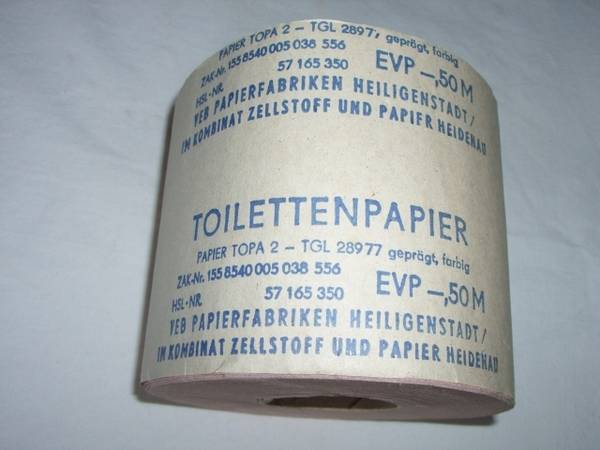 PAPIER TOPA 2 – TGL 28977, geprägt, farbig
ZAK-Nr. 155 8540 005 038 556
EVP –,50 M
HSL-NR. 57 165 350
VEB PAPIERFABRIKEN HEILIGENSTADT/
IM KOMBINAT ZELLSTOFF UND PAPIER HEIDENAU
TOILETTENPAPIER
PAPIER TOPA 2 – TGL 28977 geprägt, farbig
ZAK-Nr. 155 8540 005 038 556
EVP –,50 M
HSL-NR. 57 165 350
VEB PAPIERFABRIKEN HEILIGENSTADT/
IM KOMBINAT ZELLSTOFF UND PAPIER HEIDENAU